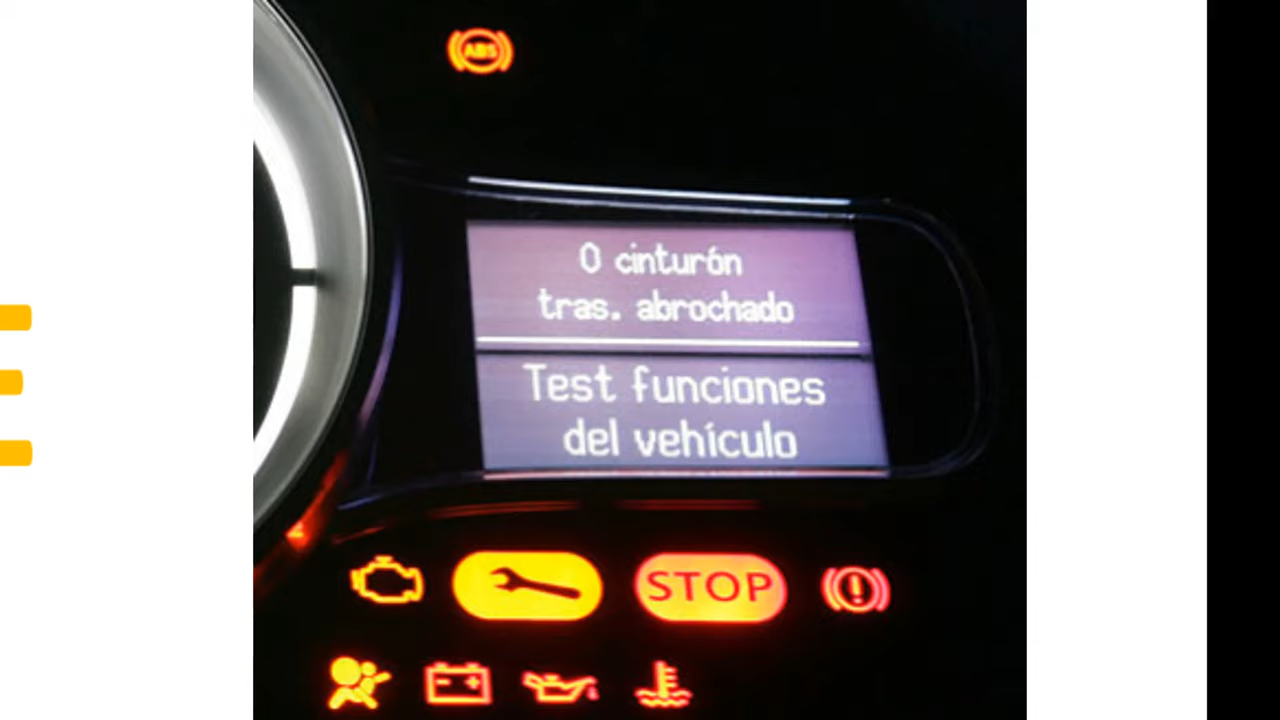 ABS
0 cinturón
tras. abrochado
Test funciones
del vehículo
STOP